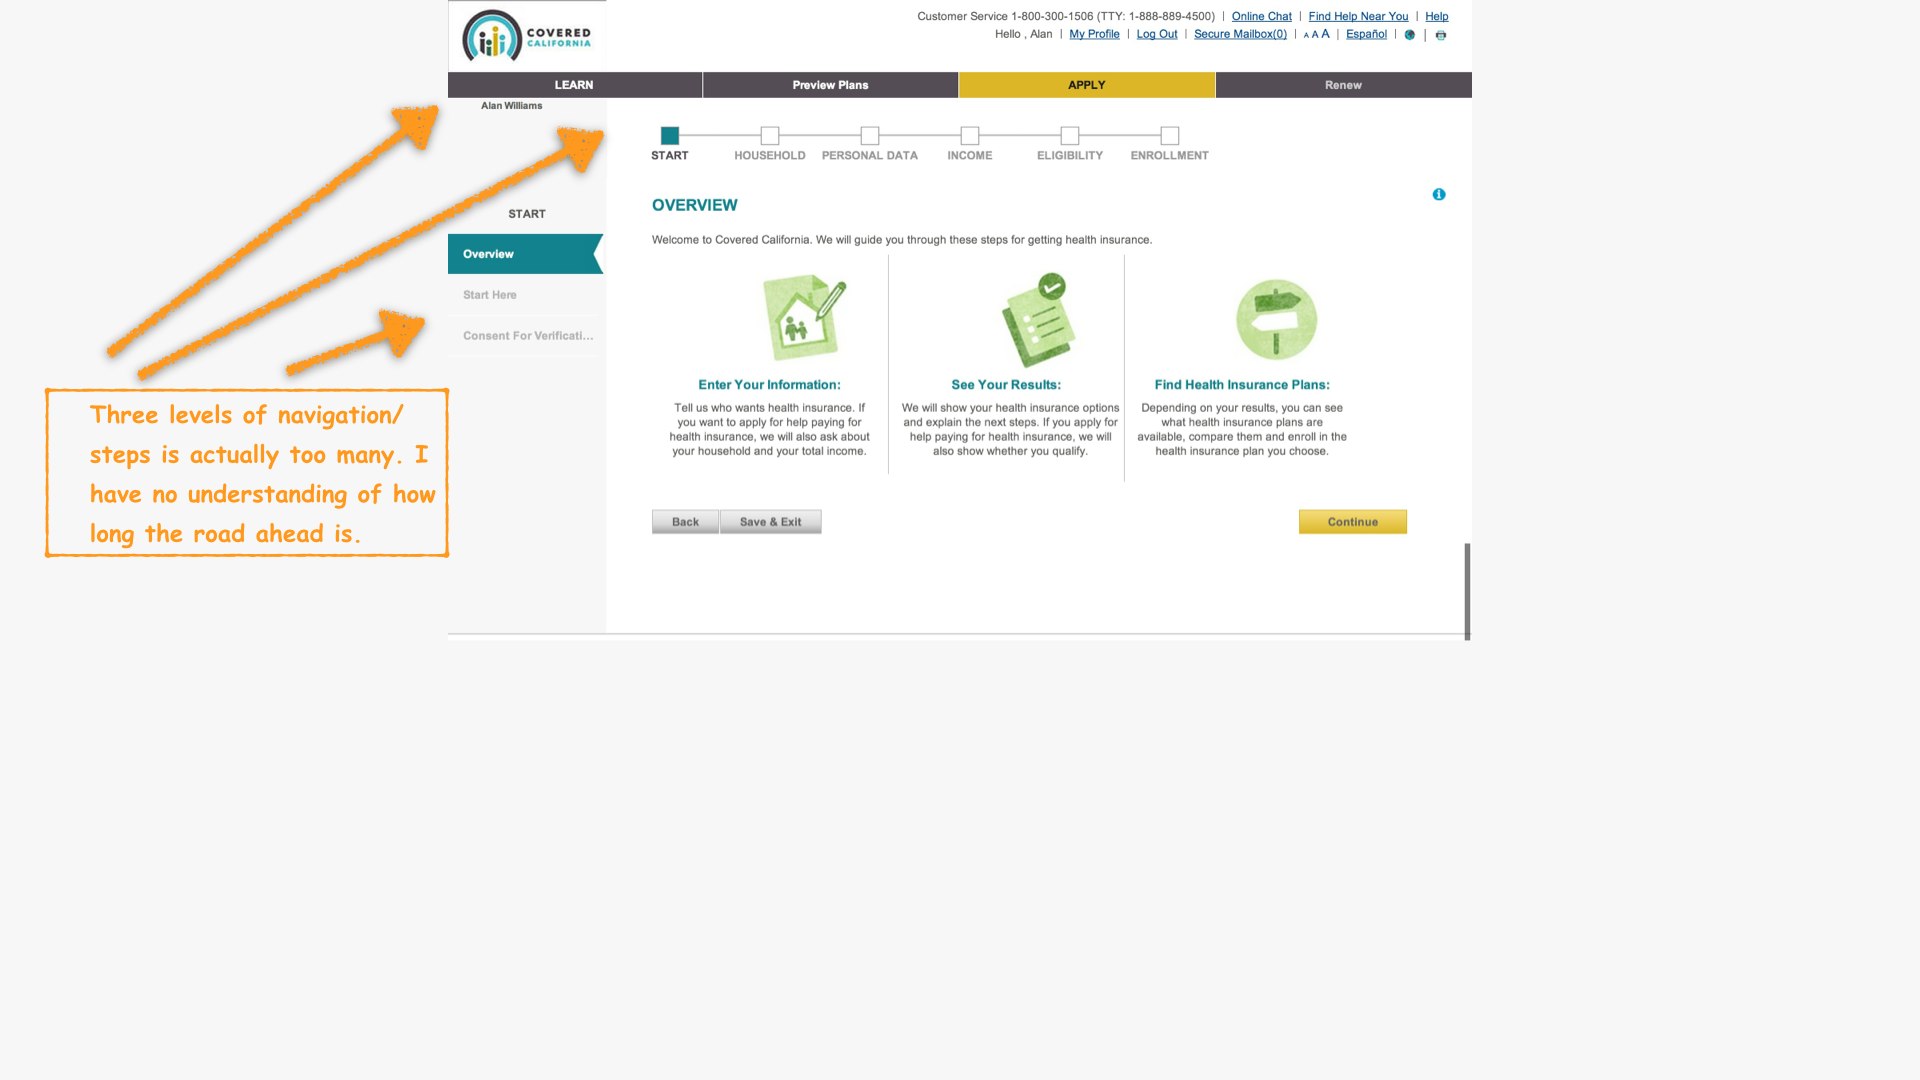 COVERED
CALIFORNIA
Customer Service 1-800-300-1506 (TTY: 1-888-889-4500) | Online Chat | Find Help Near You | Help
Hello , Alan | My Profile | Log Out | Secure Mailbox(0) | A A A | Español |
LEARN Preview Plans APPLY Renew
Alan Williams
START HOUSEHOLD PERSONAL DATA INCOME ELIGIBILITY ENROLLMENT
START
Overview
Start Here
Consent For Verificati...
OVERVIEW
Welcome to Covered California. We will guide you through these steps for getting health insurance.
Enter Your Information:
Tell us who wants health insurance. If
you want to apply for help paying for
health insurance, we will also ask about
your household and your total income.
See Your Results:
We will show your health insurance options
and explain the next steps. If you apply for
help paying for health insurance, we will
also show whether you qualify.
Find Health Insurance Plans:
Depending on your results, you can see
what health insurance plans are
available, compare them and enroll in the
health insurance plan you choose.
Back Save & Exit Continue
Three levels of navigation/
steps is actually too many. I
have no understanding of how
long the road ahead is.